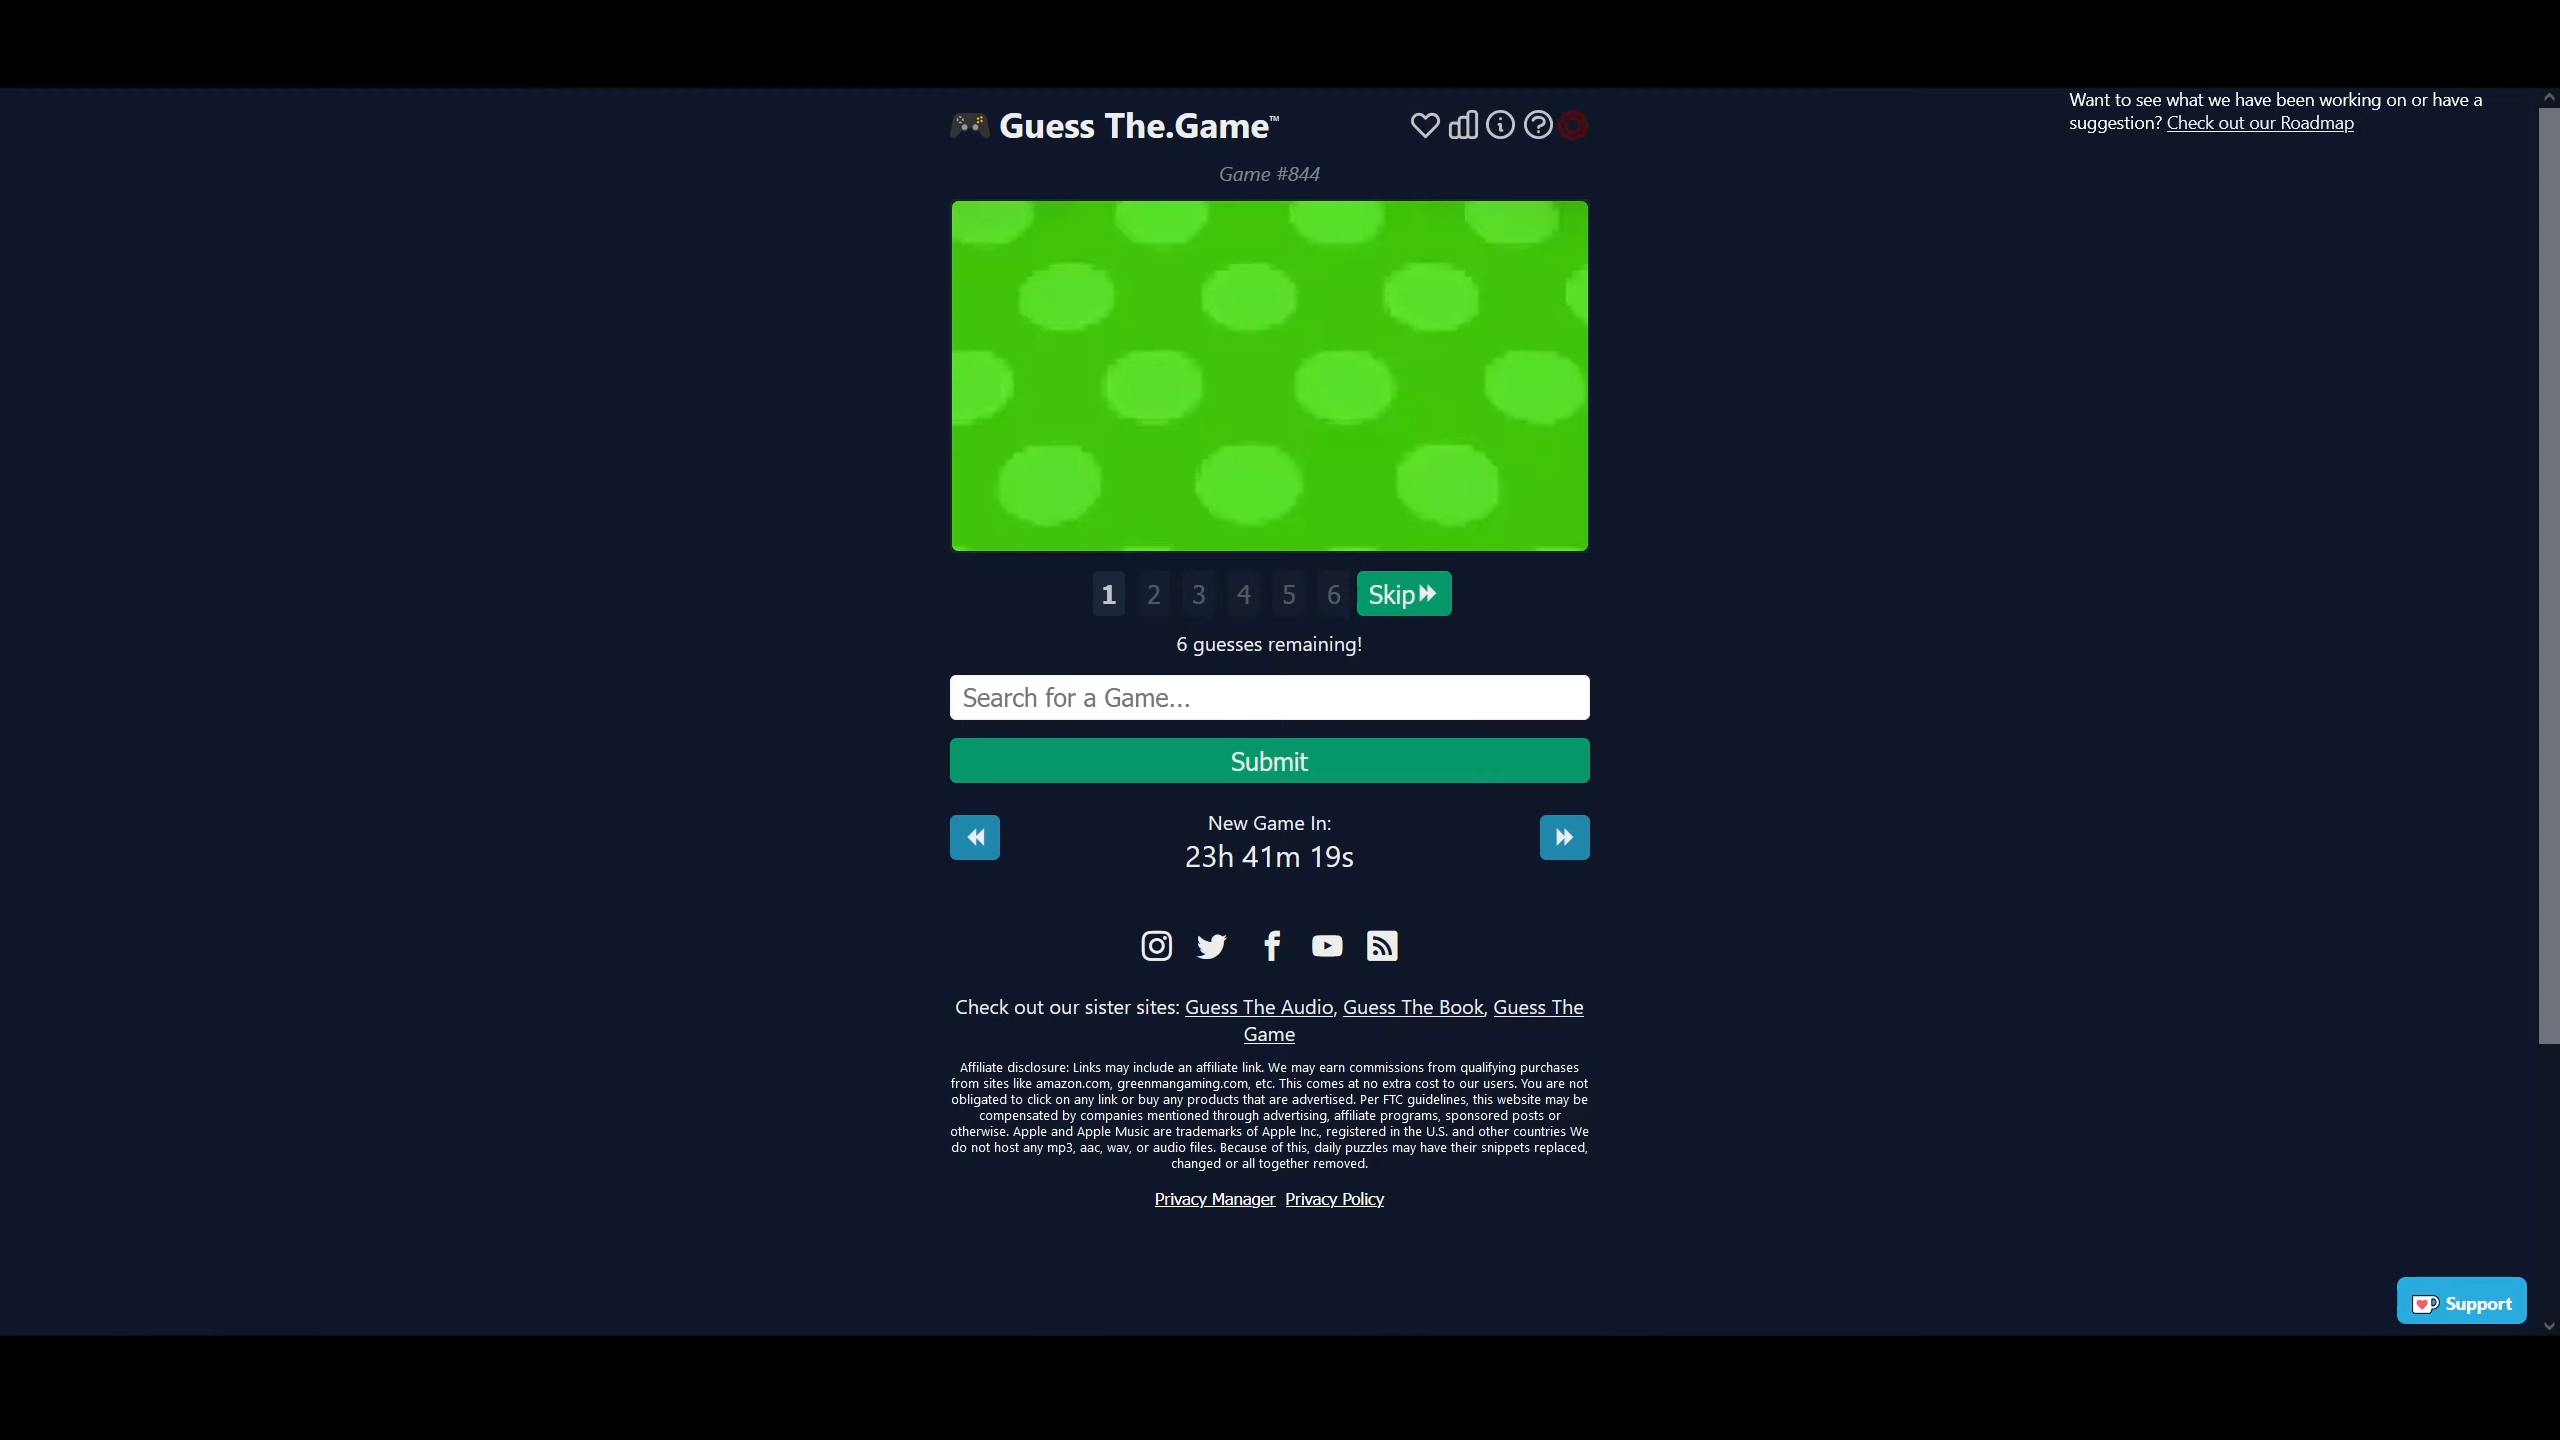 Want to see what we have been working on or have a
suggestion? Check out our Roadmap
Guess The.Game™
Game #844
1 2 3 4 5 6 Skip
6 guesses remaining!
Search for a Game...
Submit
New Game In:
23h 41m 19s
Check out our sister sites: Guess The Audio, Guess The Book, Guess The
Game
Affiliate disclosure: Links may include an affiliate link. We may earn commissions from qualifying purchases
from sites like amazon.com, greenmangaming.com, etc. This comes at no extra cost to our users. You are not
obligated to click on any link or buy any products that are advertised. Per FTC guidelines, this website may be
compensated by companies mentioned through advertising, affiliate programs, sponsored posts or
otherwise. Apple and Apple Music are trademarks of Apple Inc., registered in the U.S. and other countries We
do not host any mp3, aac, wav, or audio files. Because of this, daily puzzles may have their snippets replaced,
changed or all together removed.
Privacy Manager Privacy Policy
Support